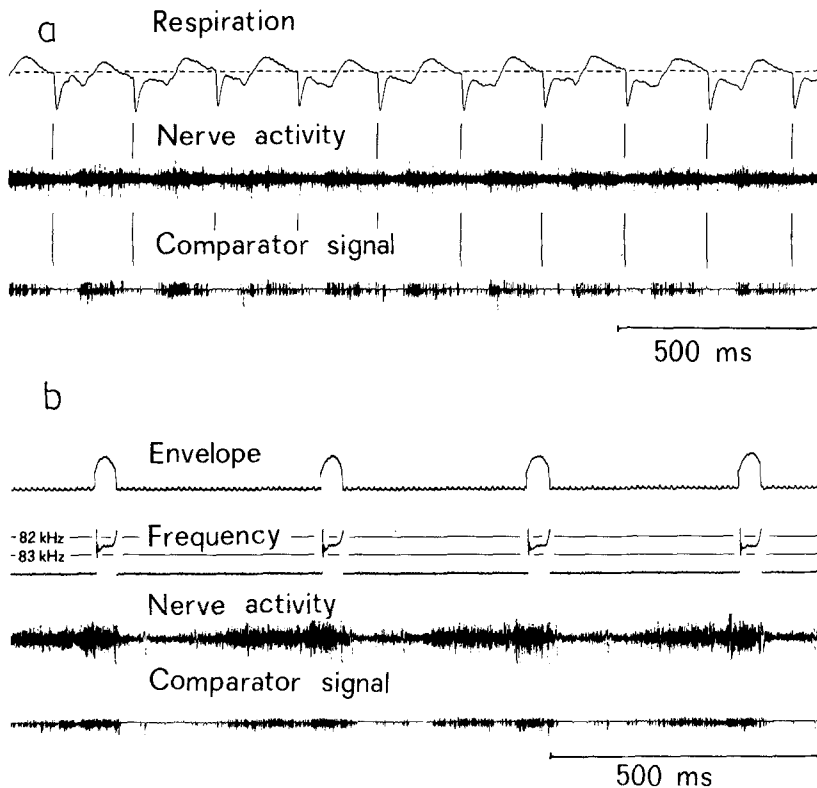 a
Respiration
Nerve activity
Comparator signal
500 ms
b
Envelope
-82 kHz
Frequency
-83 kHz
Nerve activity
Comparator signal
500 ms